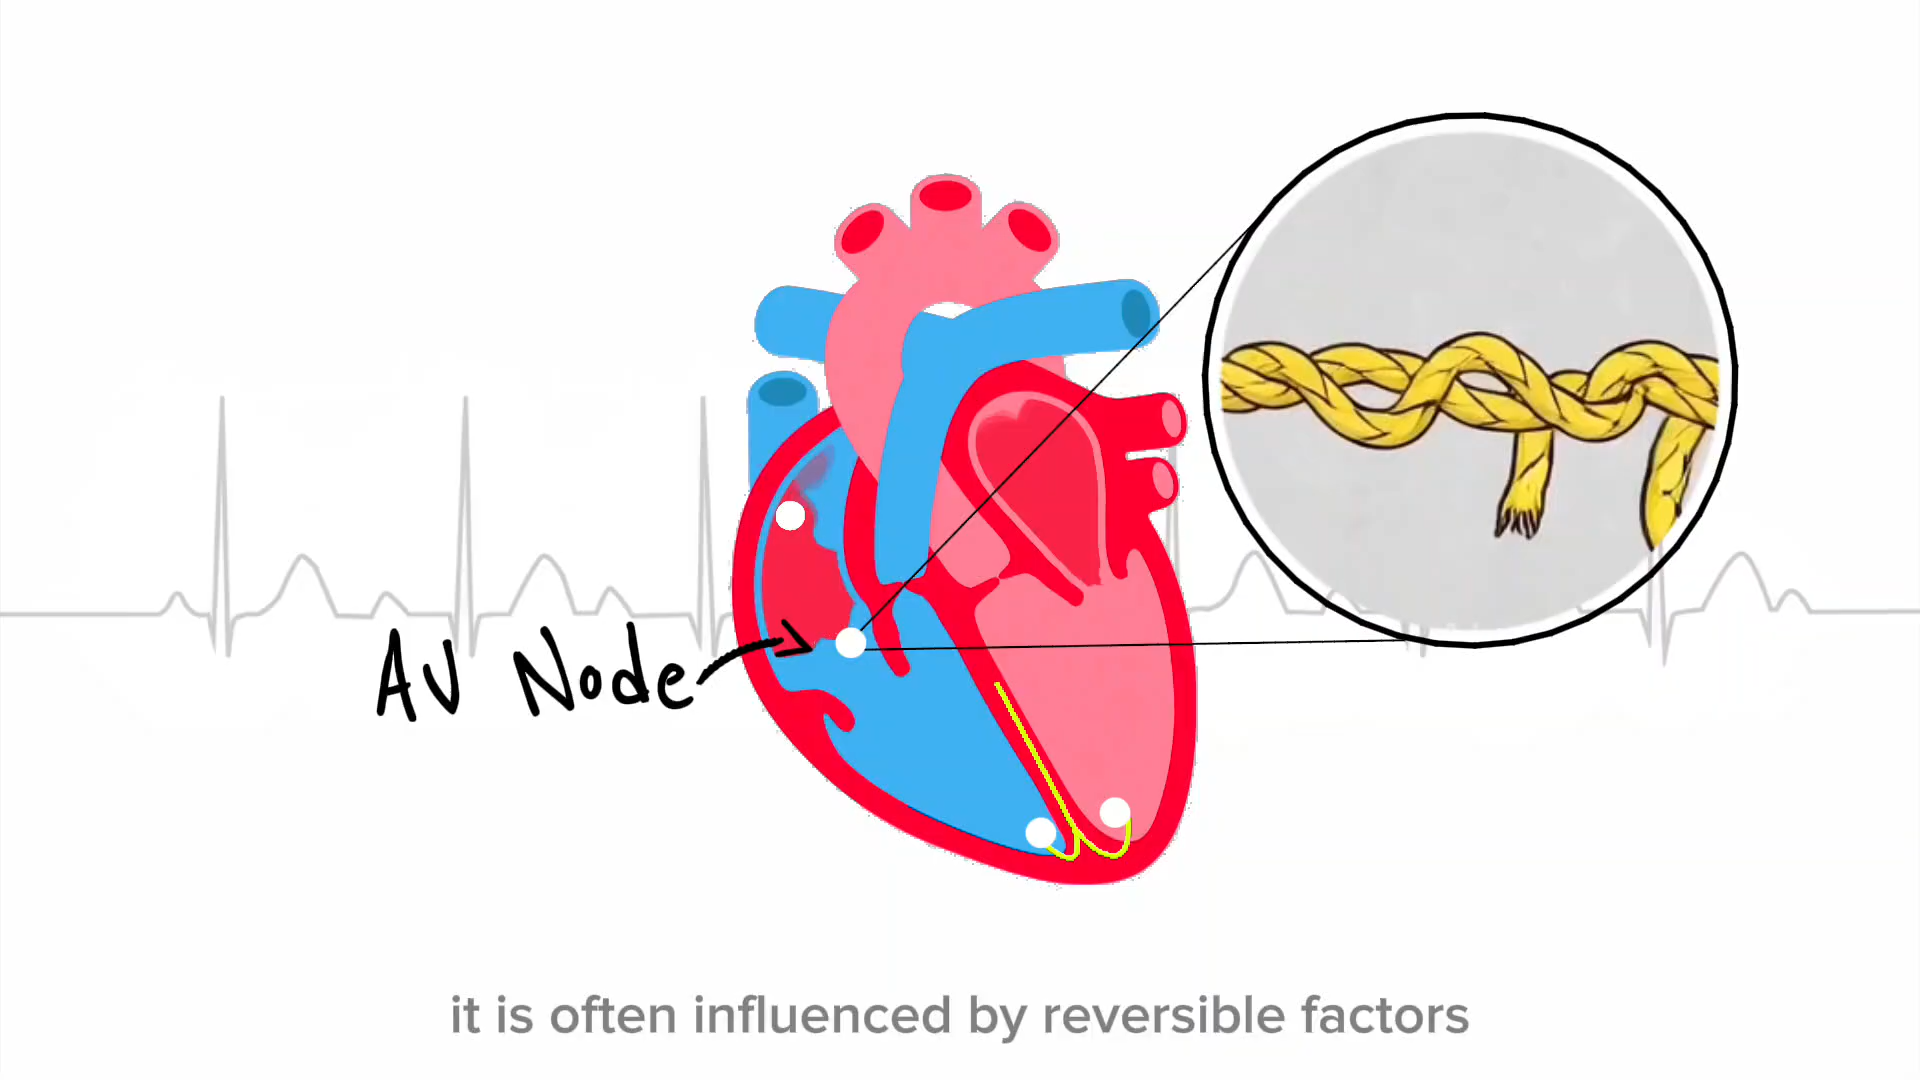 AV Node
it is often influenced by reversible factors